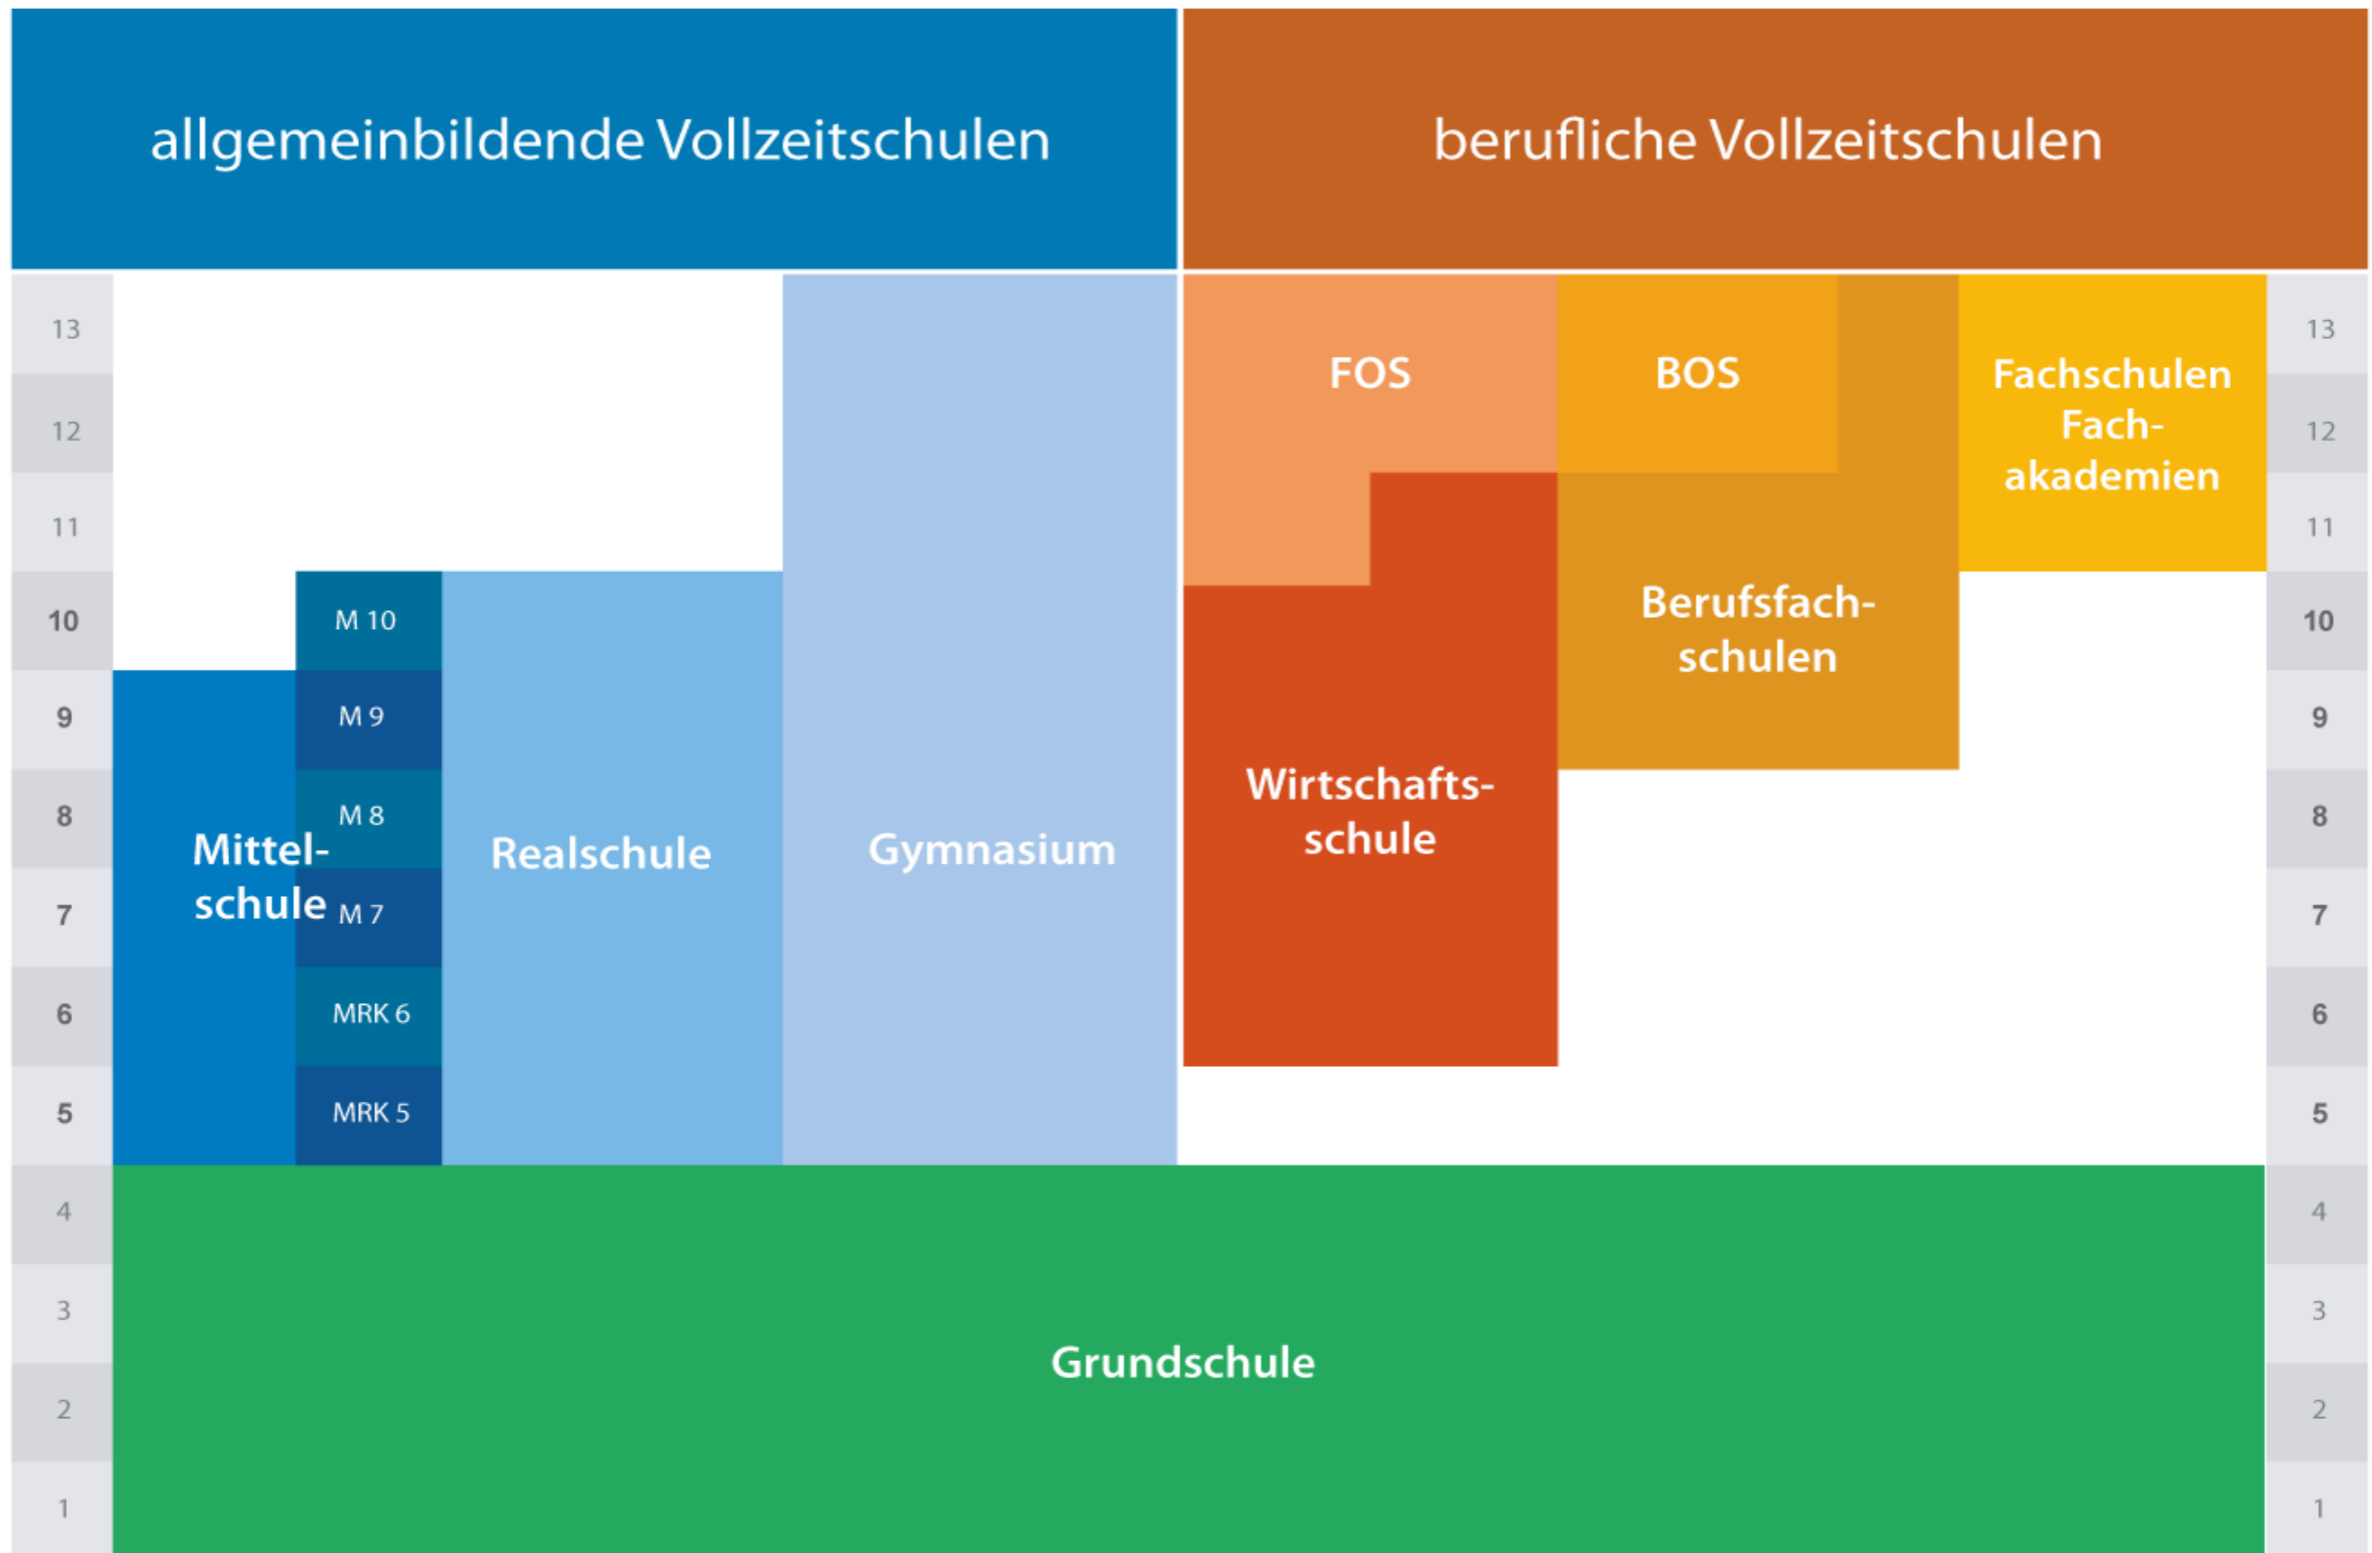 allgemeinbildende Vollzeitschulen
berufliche Vollzeitschulen
13
12
11
10
9
8
7
6
5
4
3
2
1
M 10
M 9
M 8
M 7
MRK 6
MRK 5
Mittel-
schule
Realschule
Gymnasium
FOS
BOS
Fachschulen
Fach-
akademien
Berufsfach-
schulen
Wirtschafts-
schule
Grundschule
13
12
11
10
9
8
7
6
5
4
3
2
1